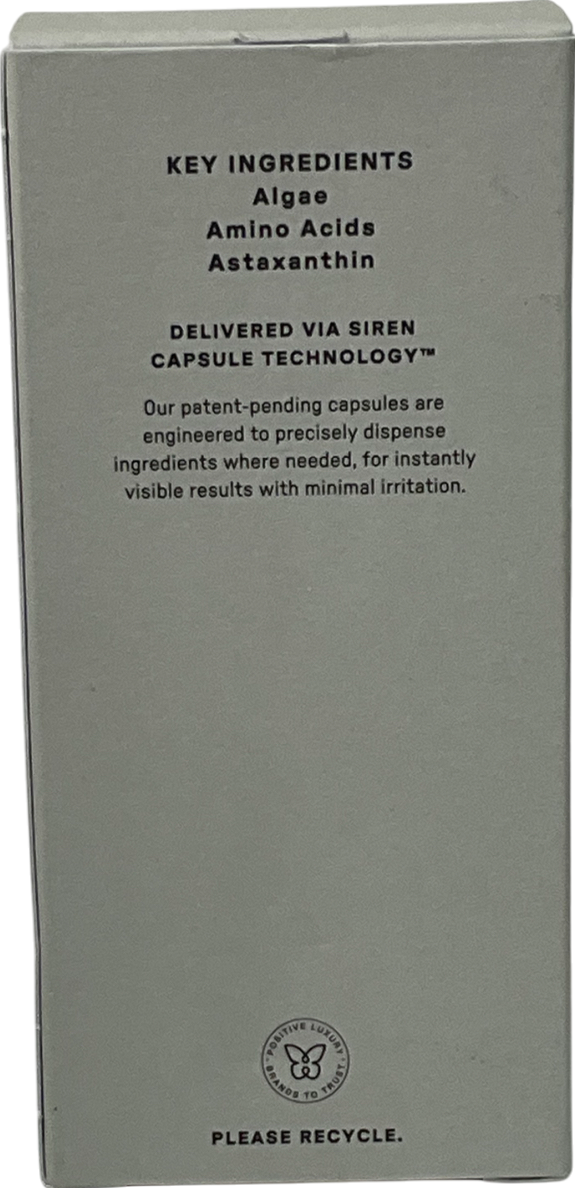 KEY INGREDIENTS
Algae
Amino Acids
Astaxanthin
DELIVERED VIA SIREN
CAPSULE TECHNOLOGY™
Our patent-pending capsules are
engineered to precisely dispense
ingredients where needed, for instantly
visible results with minimal irritation.
POSITIVE LUXURY
BRANDS TO TRUST
PLEASE RECYCLE.